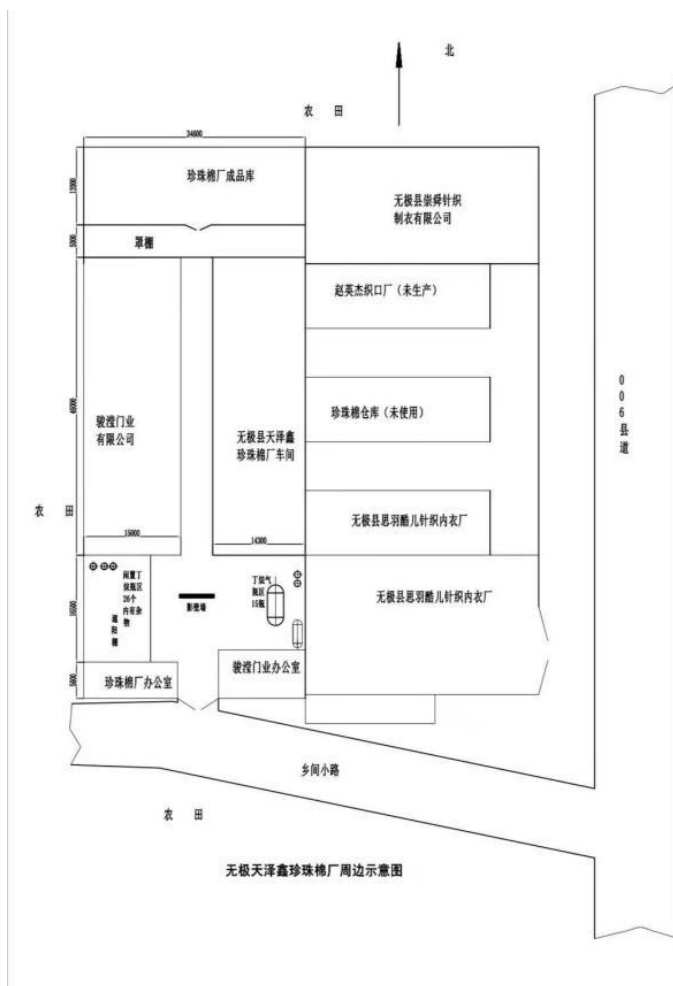 北
农 田
34600
珍珠棉厂成品库
无极县崇舜针织
制衣有限公司
罩棚
赵英杰织口厂（未生产）
骏滢门业
有限公司
无极县天泽鑫
珍珠棉厂车间
珍珠棉仓库（未使用）
006县道
农 田
15000
14300
无极县思羽酷儿针织内衣厂
闲置丁
烷瓶区
26个
内有杂
物
遮阳棚
影壁墙
丁烷气
瓶区
15瓶
无极县思羽酷儿针织内衣厂
珍珠棉厂办公室
骏滢门业办公室
乡间小路
农 田
无极天泽鑫珍珠棉厂周边示意图